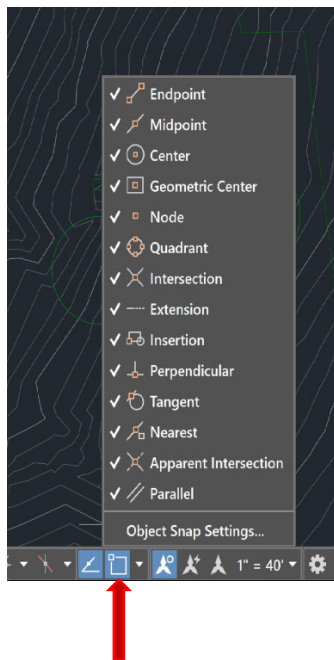 Endpoint
Midpoint
Center
Geometric Center
Node
Quadrant
Intersection
Extension
Insertion
Perpendicular
Tangent
Nearest
Apparent Intersection
Parallel
Object Snap Settings...
1" = 40'